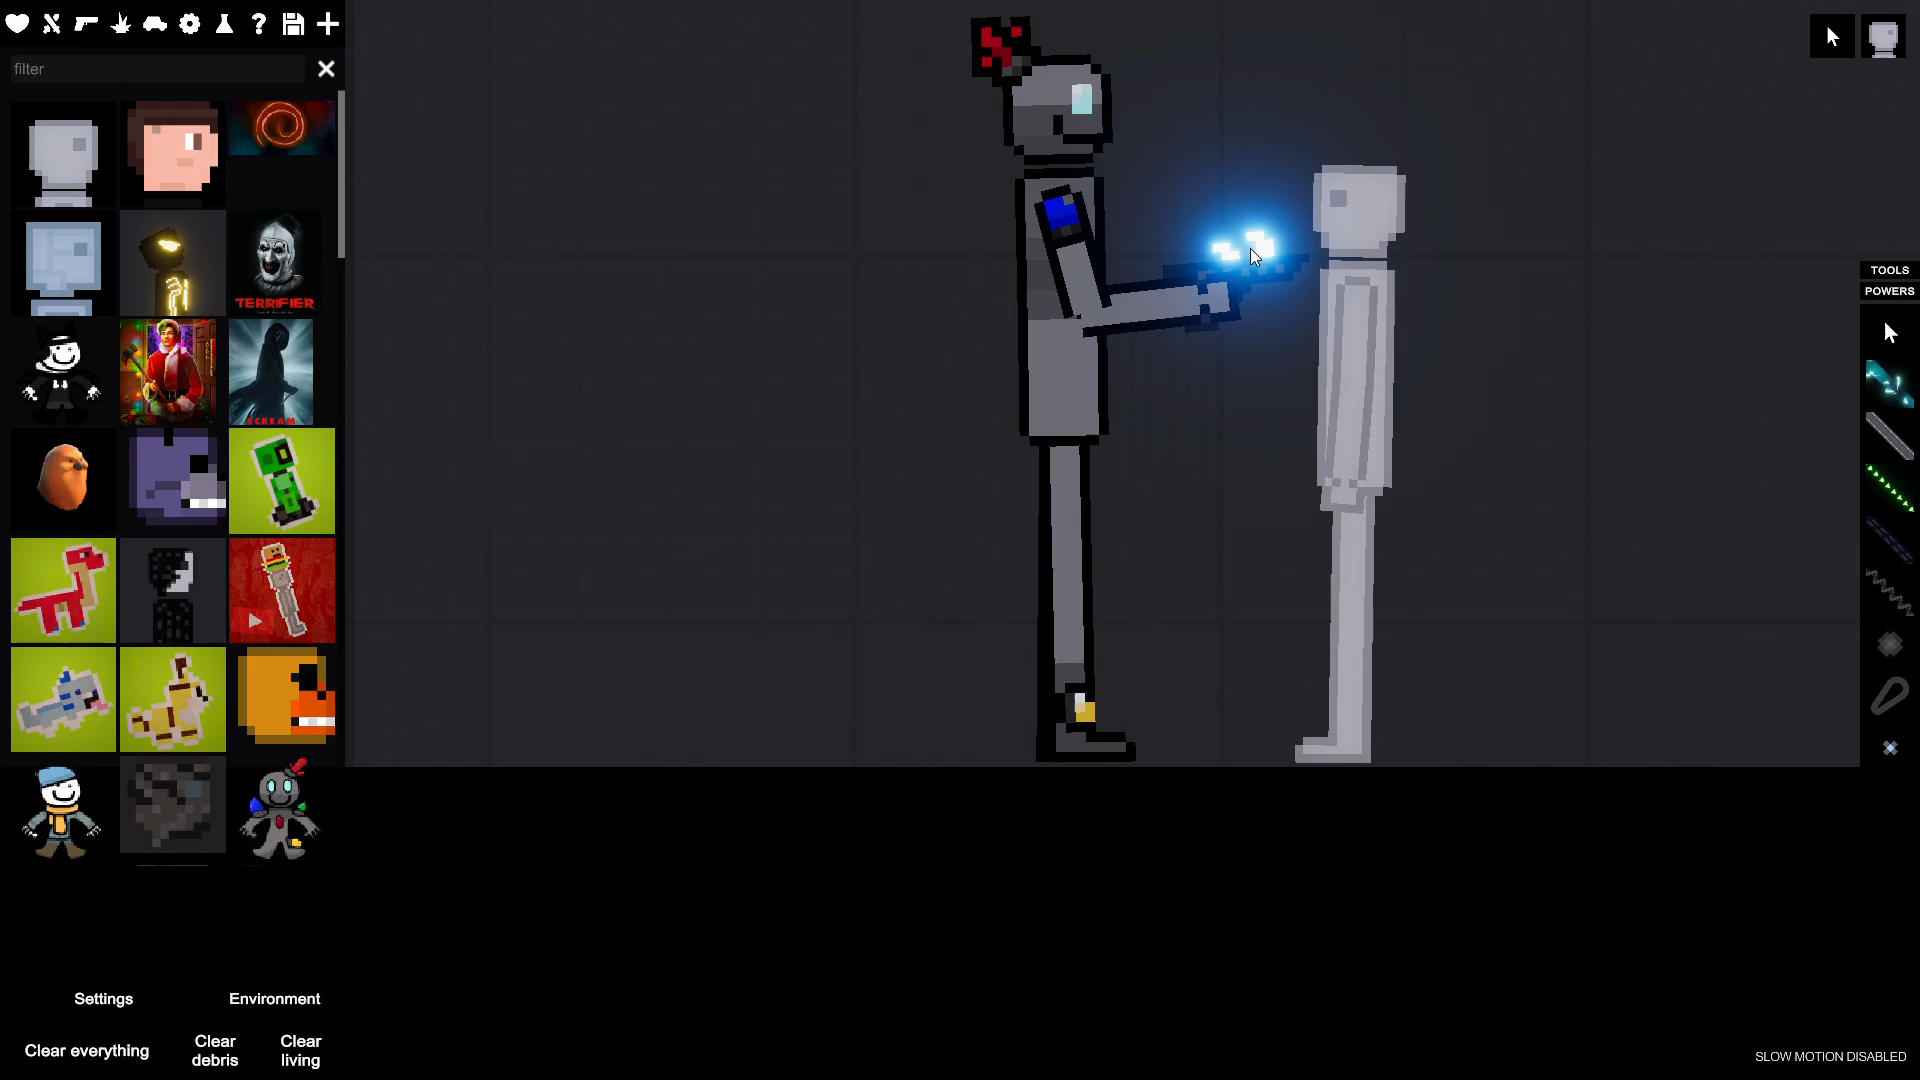 filter
TERRIFIER
SCREAM
TOOLS
POWERS
Settings
Environment
Clear everything
Clear debris
Clear living
SLOW MOTION DISABLED